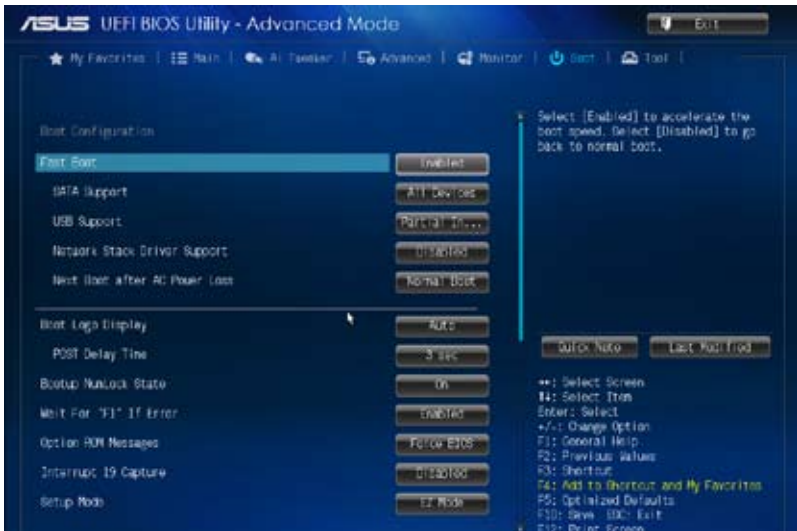 ASUS UEFI BIOS Utility - Advanced Mode
Exit
My Favorites | Main | Ai Tweaker | Advanced | Monitor | Boot | Tool
Boot Configuration
Fast Boot Enabled
SATA Support All Devices
USB Support Partial In...
Network Stack Driver Support Disabled
Next Boot after AC Power Loss Normal Boot
Boot Logo Display Auto
POST Delay Time 3 sec
Bootup NumLock State On
Wait For "F1" If Error Enabled
Option ROM Messages Force BIOS
Interrupt 19 Capture Disabled
Setup Mode EZ Mode
Select [Enabled] to accelerate the
boot speed. Select [Disabled] to go
back to normal boot.
Quick Note Last Modified
→←: Select Screen
↑↓: Select Item
Enter: Select
+/-: Change Option
F1: General Help
F2: Previous Values
F3: Shortcut
F4: Add to Shortcut and My Favorites
F5: Optimized Defaults
F10: Save ESC: Exit
F12: Print Screen